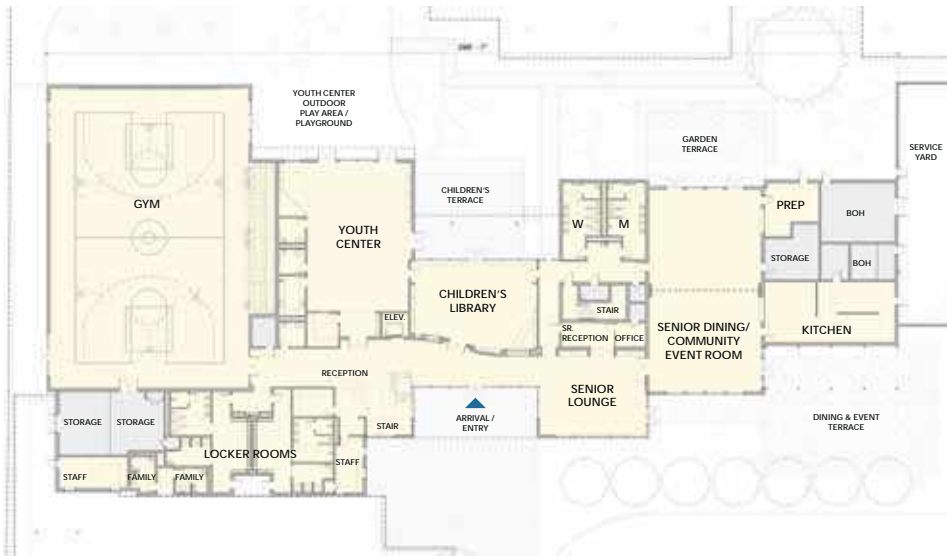 YOUTH CENTER
OUTDOOR
PLAY AREA /
PLAYGROUND
GARDEN
TERRACE
SERVICE
YARD
CHILDREN'S
TERRACE
GYM
YOUTH
CENTER
W
M
PREP
BOH
STORAGE
BOH
CHILDREN'S
LIBRARY
ELEV.
STAIR
SR.
RECEPTION
OFFICE
SENIOR DINING/
COMMUNITY
EVENT ROOM
KITCHEN
RECEPTION
SENIOR
LOUNGE
ARRIVAL /
ENTRY
DINING & EVENT
TERRACE
STORAGE
STORAGE
STAIR
LOCKER ROOMS
STAFF
STAFF
FAMILY
FAMILY